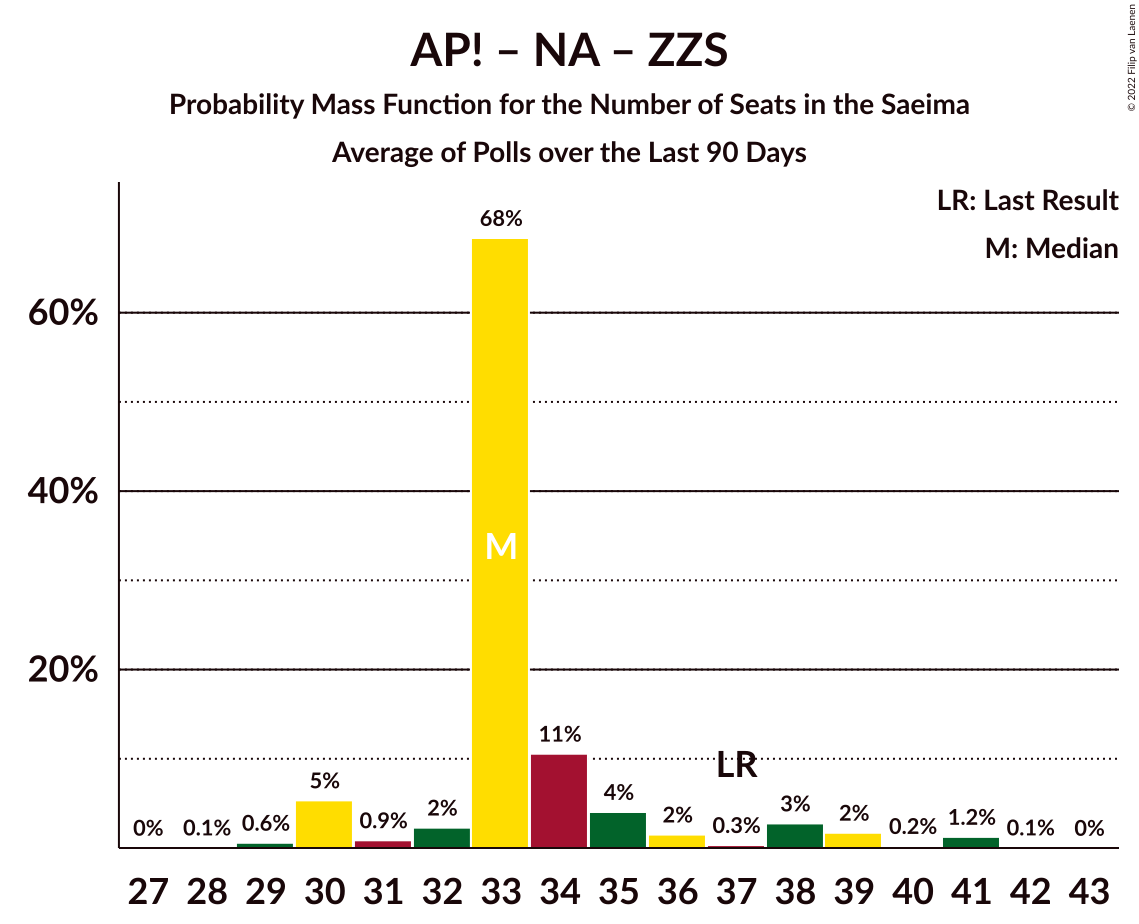 AP! – NA – ZZS
Probability Mass Function for the Number of Seats in the Saeima
Average of Polls over the Last 90 Days
© 2022 Filip van Laenen
LR: Last Result
M: Median
60%
40%
20%
0% 0.1% 0.6% 5% 0.9% 2% 68% 11% 4% 2% 0.3% 3% 2% 0.2% 1.2% 0.1% 0%
M
LR
27 28 29 30 31 32 33 34 35 36 37 38 39 40 41 42 43